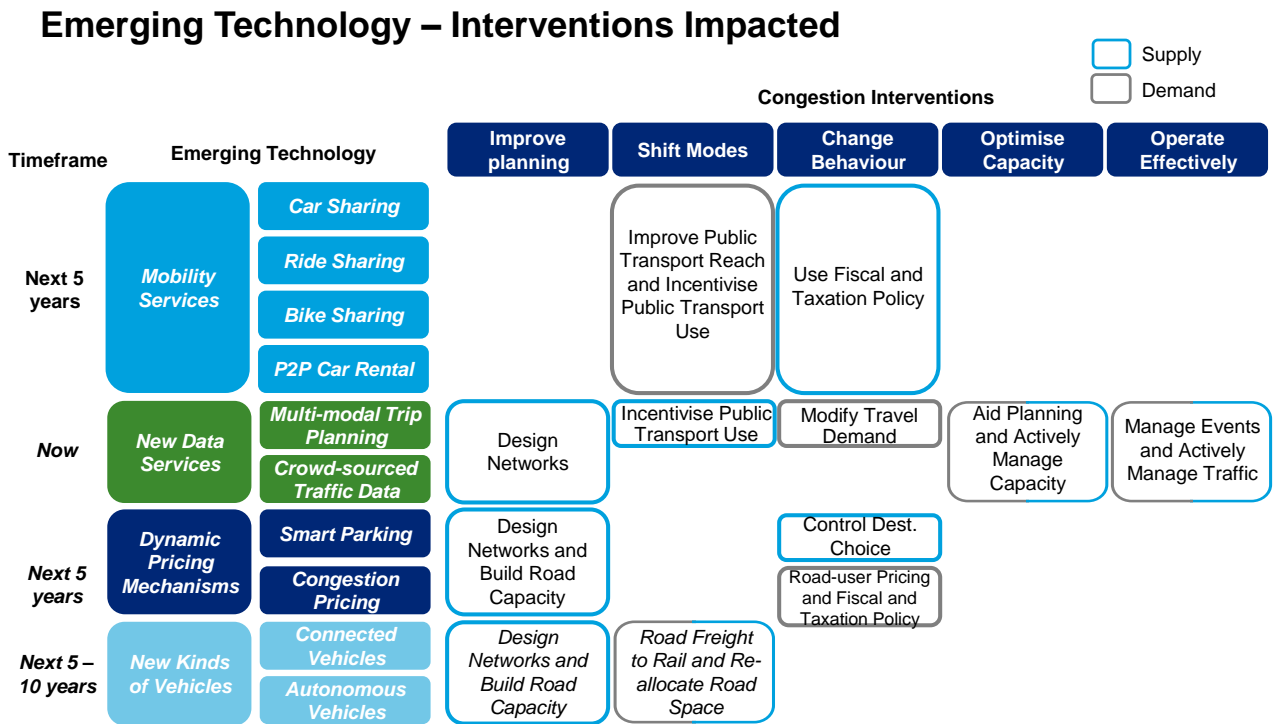 Emerging Technology – Interventions Impacted
Supply
Demand
Congestion Interventions
Timeframe
Emerging Technology
Improve
planning
Shift Modes
Change
Behaviour
Optimise
Capacity
Operate
Effectively
Next 5
years
Mobility
Services
Car Sharing
Ride Sharing
Bike Sharing
P2P Car Rental
Improve Public
Transport Reach
and Incentivise
Public Transport
Use
Use Fiscal and
Taxation Policy
Now
New Data
Services
Multi-modal Trip
Planning
Crowd-sourced
Traffic Data
Design
Networks
Incentivise Public
Transport Use
Modify Travel
Demand
Aid Planning
and Actively
Manage
Capacity
Manage Events
and Actively
Manage Traffic
Next 5
years
Dynamic
Pricing
Mechanisms
Smart Parking
Congestion
Pricing
Design
Networks and
Build Road
Capacity
Control Dest.
Choice
Road-user Pricing
and Fiscal and
Taxation Policy
Next 5 –
10 years
New Kinds
of Vehicles
Connected
Vehicles
Autonomous
Vehicles
Design
Networks and
Build Road
Capacity
Road Freight
to Rail and Re-
allocate Road
Space